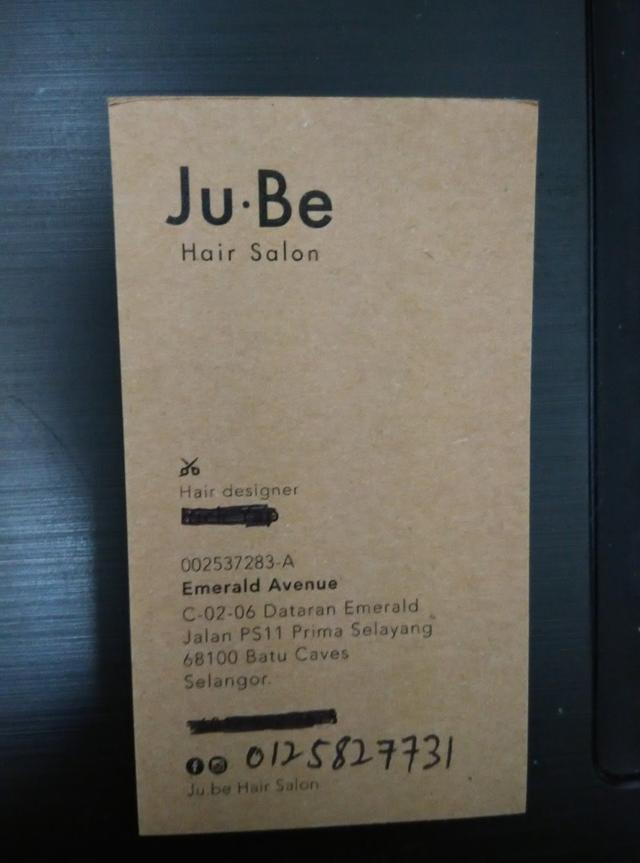 Ju·Be
Hair Salon
Hair designer
002537283-A
Emerald Avenue
C-02-06 Dataran Emerald
Jalan PS11 Prima Selayang
68100 Batu Caves
Selangor.
0125827731
Ju.be Hair Salon